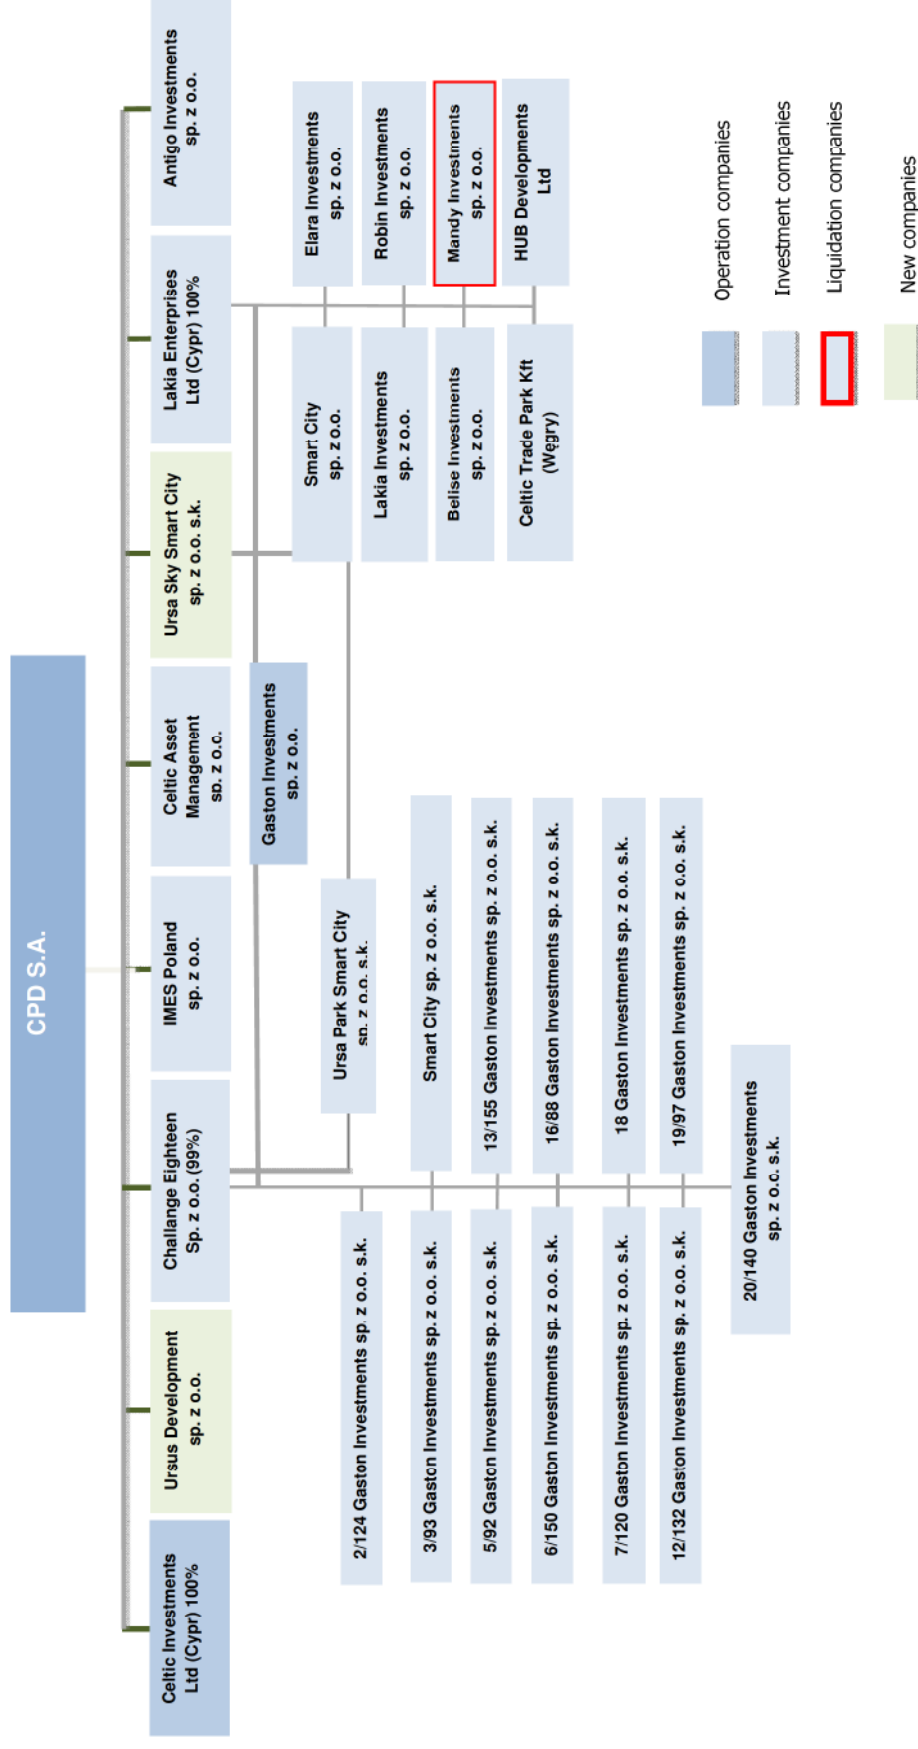 CPD S.A.
Celtic Investments
Ltd (Cypr) 100%
Ursus Development
sp. z o.o.
Challange Eighteen
Sp. z o.o. (99%)
IMES Poland
sp. z o.o.
Celtic Asset
Management
sp. z o.o.
Ursa Sky Smart City
sp. z o.o. s.k.
Lakia Enterprises
Ltd (Cypr) 100%
Antigo Investments
sp. z o.o.
Gaston Investments
sp. z o.o.
Ursa Park Smart City
sp. z o.o. s.k.
Smart City
sp. z o.o.
Elara Investments
sp. z o.o.
Lakia Investments
sp. z o.o.
Robin Investments
sp. z o.o.
Belise Investments
sp. z o.o.
Mandy Investments
sp. z o.o.
Celtic Trade Park Kft
(Węgry)
HUB Developments
Ltd
2/124 Gaston Investments sp. z o.o. s.k.
3/93 Gaston Investments sp. z o.o. s.k.
Smart City sp. z o.o. s.k.
5/92 Gaston Investments sp. z o.o. s.k.
13/155 Gaston Investments sp. z o.o. s.k.
6/150 Gaston Investments sp. z o.o. s.k.
16/88 Gaston Investments sp. z o.o. s.k.
7/120 Gaston Investments sp. z o.o. s.k.
18 Gaston Investments sp. z o.o. s.k.
12/132 Gaston Investments sp. z o.o. s.k.
19/97 Gaston Investments sp. z o.o. s.k.
20/140 Gaston Investments
sp. z o.o. s.k.
Operation companies
Investment companies
Liquidation companies
New companies